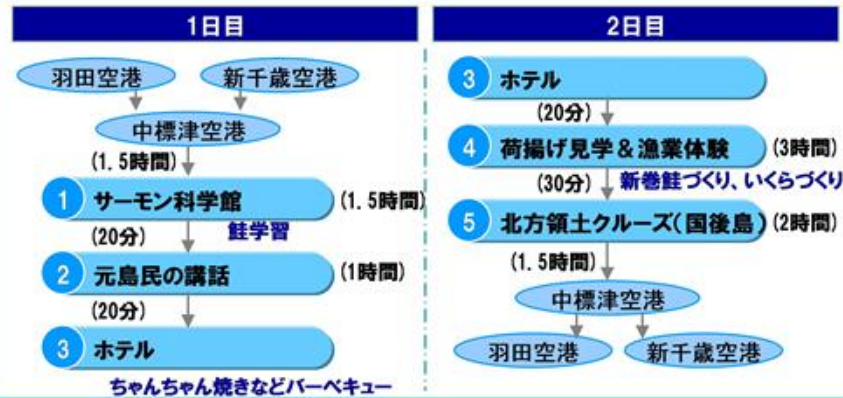 1日目
羽田空港
新千歳空港
中標津空港
(1.5時間)
1 サーモン科学館 (1.5時間)
(20分) 鮭学習
2 元島民の講話 (1時間)
(20分)
3 ホテル
ちゃんちゃん焼きなどバーベキュー
2日目
3 ホテル
(20分)
4 荷揚げ見学&漁業体験 (3時間)
(30分) 新巻鮭づくり、いくらづくり
5 北方領土クルーズ(国後島) (2時間)
(1.5時間)
中標津空港
羽田空港
新千歳空港